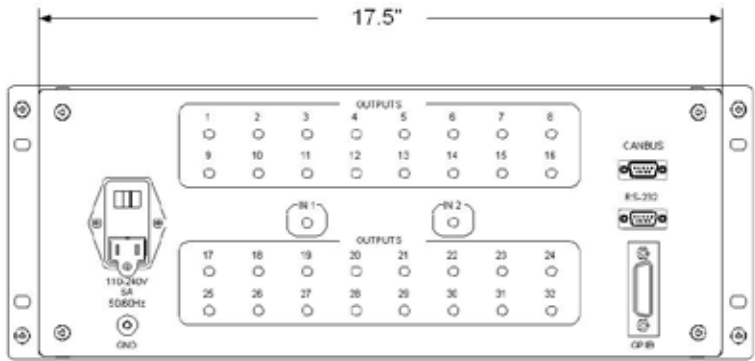 17.5"
OUTPUTS
1 2 3 4 5 6 7 8
9 10 11 12 13 14 15 16
CANBUS
RS-232
IN 1
IN 2
OUTPUTS
17 18 19 20 21 22 23 24
25 26 27 28 29 30 31 32
110-240V
5A
50/60Hz
GND
GPIB